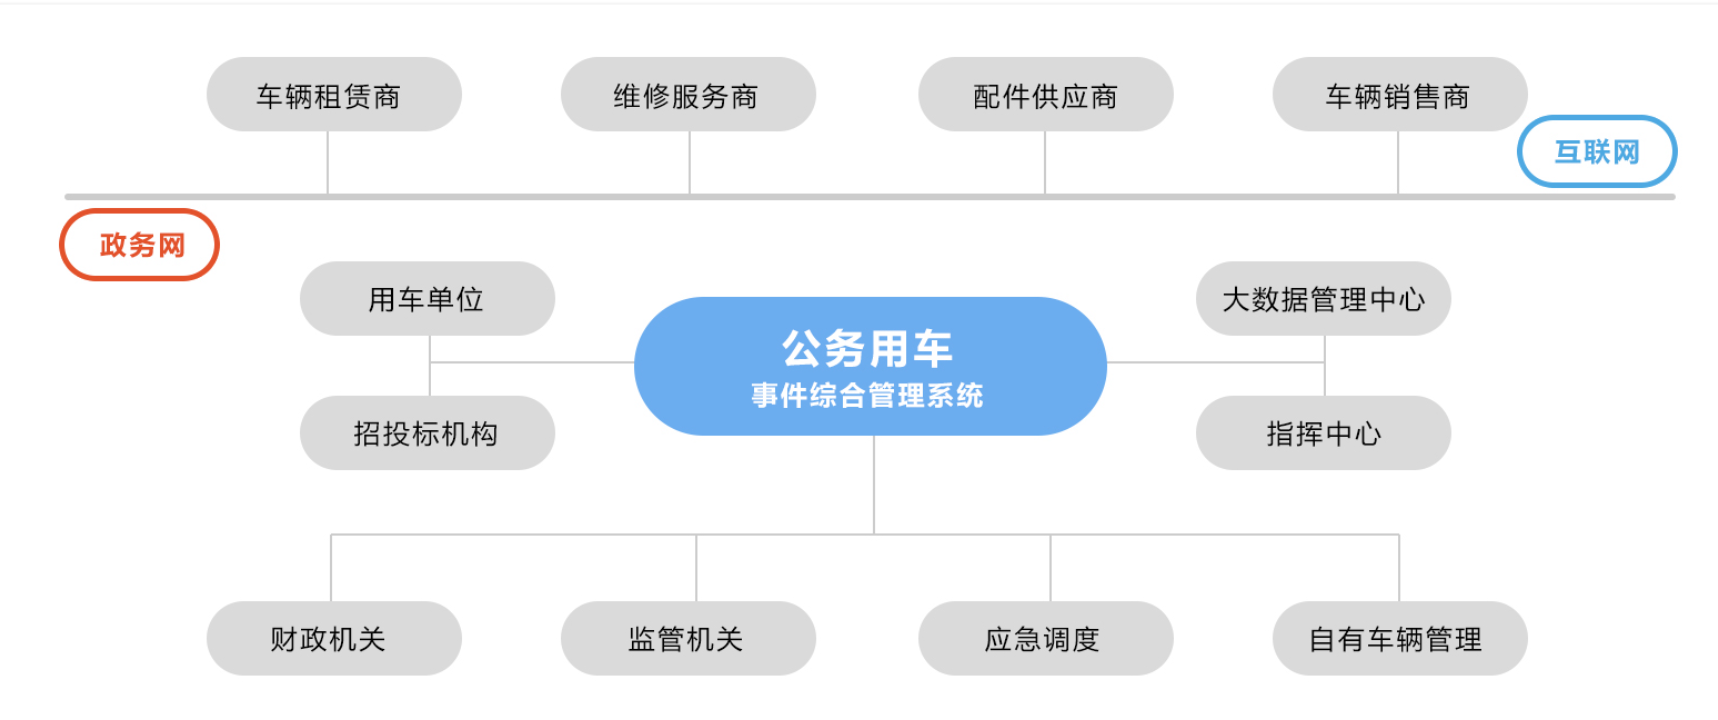 车辆租赁商
维修服务商
配件供应商
车辆销售商
互联网
政务网
用车单位
大数据管理中心
公务用车
事件综合管理系统
招投标机构
指挥中心
财政机关
监管机关
应急调度
自有车辆管理